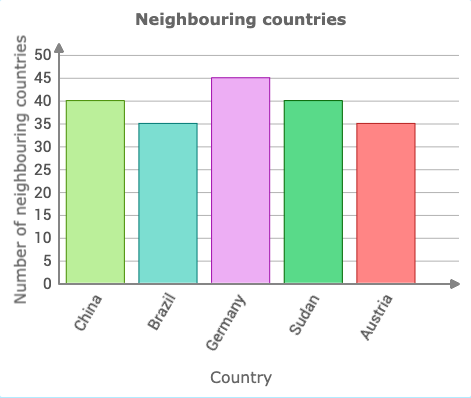 Neighbouring countries
Number of neighbouring countries
50
45
40
35
30
25
20
15
10
5
0
China
Brazil
Germany
Sudan
Austria
Country